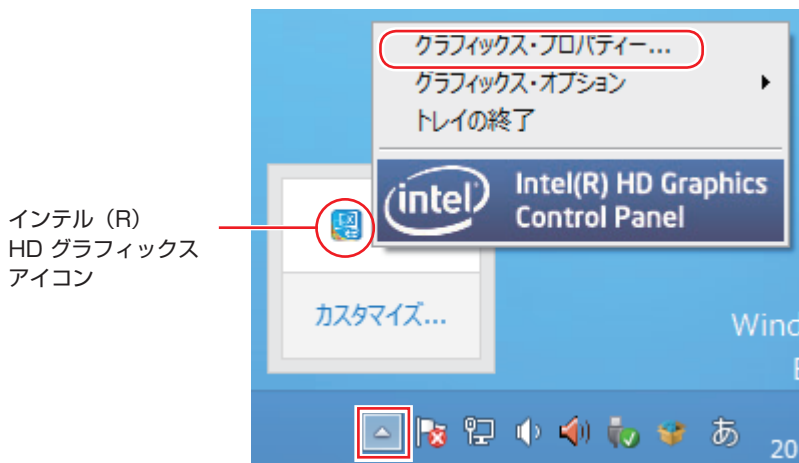 クラフィックス・プロパティー...
グラフィックス・オプション
トレイの終了
intel
Intel(R) HD Graphics
Control Panel
インテル（R）
HD グラフィックス
アイコン
カスタマイズ...
Wind
あ
20